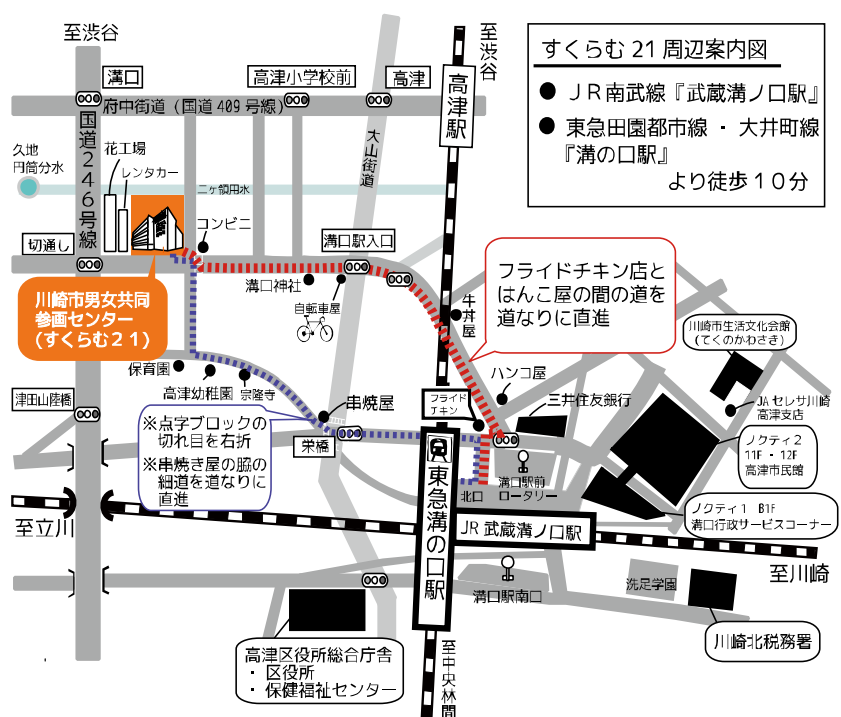 至渋谷
溝口
高津小学校前
高津
至渋谷
高津駅
すくらむ21周辺案内図
● JR南武線『武蔵溝ノ口駅』
● 東急田園都市線・大井町線
『溝の口駅』
より徒歩10分
府中街道(国道409号線)
国道246号線
大山街道
久地
円筒分水
花工場
レンタカー
二ヶ領用水
コンビニ
切通し
溝口駅入口
川崎市男女共同
参画センター
(すくらむ21)
溝口神社
自転車屋
フライドチキン店と
はんこ屋の間の道を
道なりに直進
牛丼屋
川崎市生活文化会館
(てくのかわさき)
保育園
高津幼稚園
宗隆寺
串焼屋
フライド
チキン
ハンコ屋
三井住友銀行
JAセレサ川崎
高津支店
津田山陸橋
※点字ブロックの
切れ目を右折
※串焼き屋の脇の
細道を道なりに
直進
栄橋
ノクティ2
11F・12F
高津市民館
溝口駅前
ロータリー
北口
東急溝の口駅
ノクティ1 B1F
溝口行政サービスコーナー
至立川
JR武蔵溝ノ口駅
至川崎
溝口駅南口
洗足学園
川崎北税務署
高津区役所総合庁舎
・区役所
・保健福祉センター
至中央林間